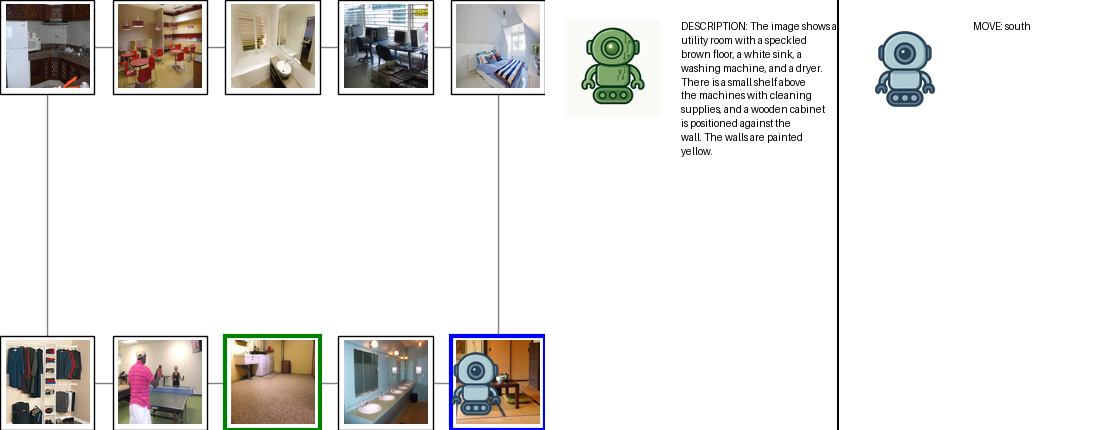 DESCRIPTION: The image shows a
utility room with a speckled
brown floor, a white sink, a
washing machine, and a dryer.
There is a small shelf above
the machines with cleaning
supplies, and a wooden cabinet
is positioned against the
wall. The walls are painted
yellow.
MOVE: south